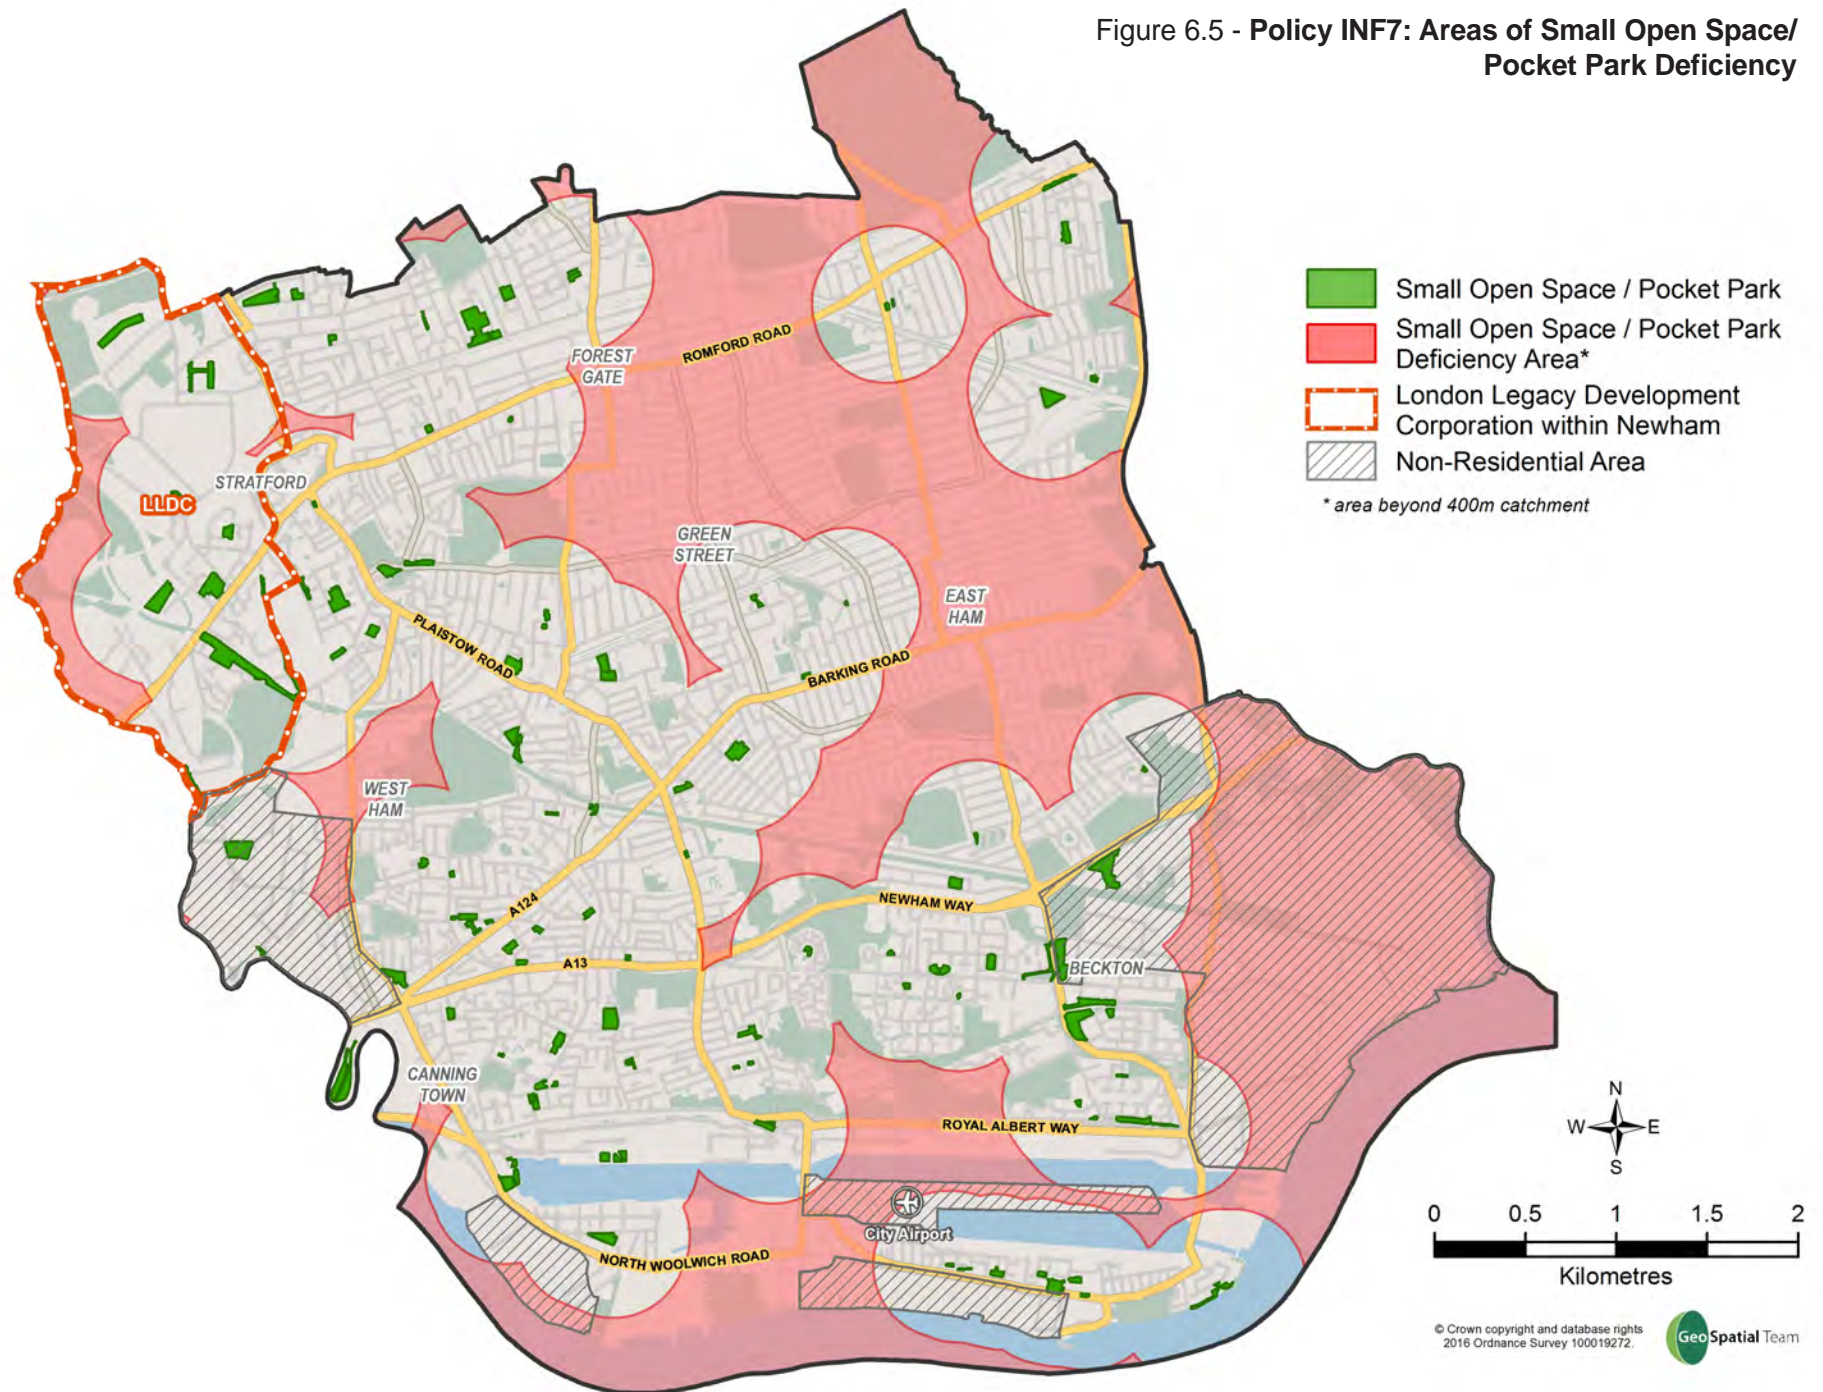 Figure 6.5 - Policy INF7: Areas of Small Open Space/
Pocket Park Deficiency
Small Open Space / Pocket Park
Small Open Space / Pocket Park
Deficiency Area*
London Legacy Development
Corporation within Newham
Non-Residential Area
* area beyond 400m catchment
FOREST
GATE
ROMFORD ROAD
STRATFORD
LLDC
GREEN
STREET
EAST
HAM
PLAISTOW ROAD
BARKING ROAD
WEST
HAM
A124
NEWHAM WAY
A13
BECKTON
CANNING
TOWN
ROYAL ALBERT WAY
City Airport
NORTH WOOLWICH ROAD
N
W E
S
0 0.5 1 1.5 2
Kilometres
© Crown copyright and database rights
2016 Ordnance Survey 100019272.
GeoSpatial Team